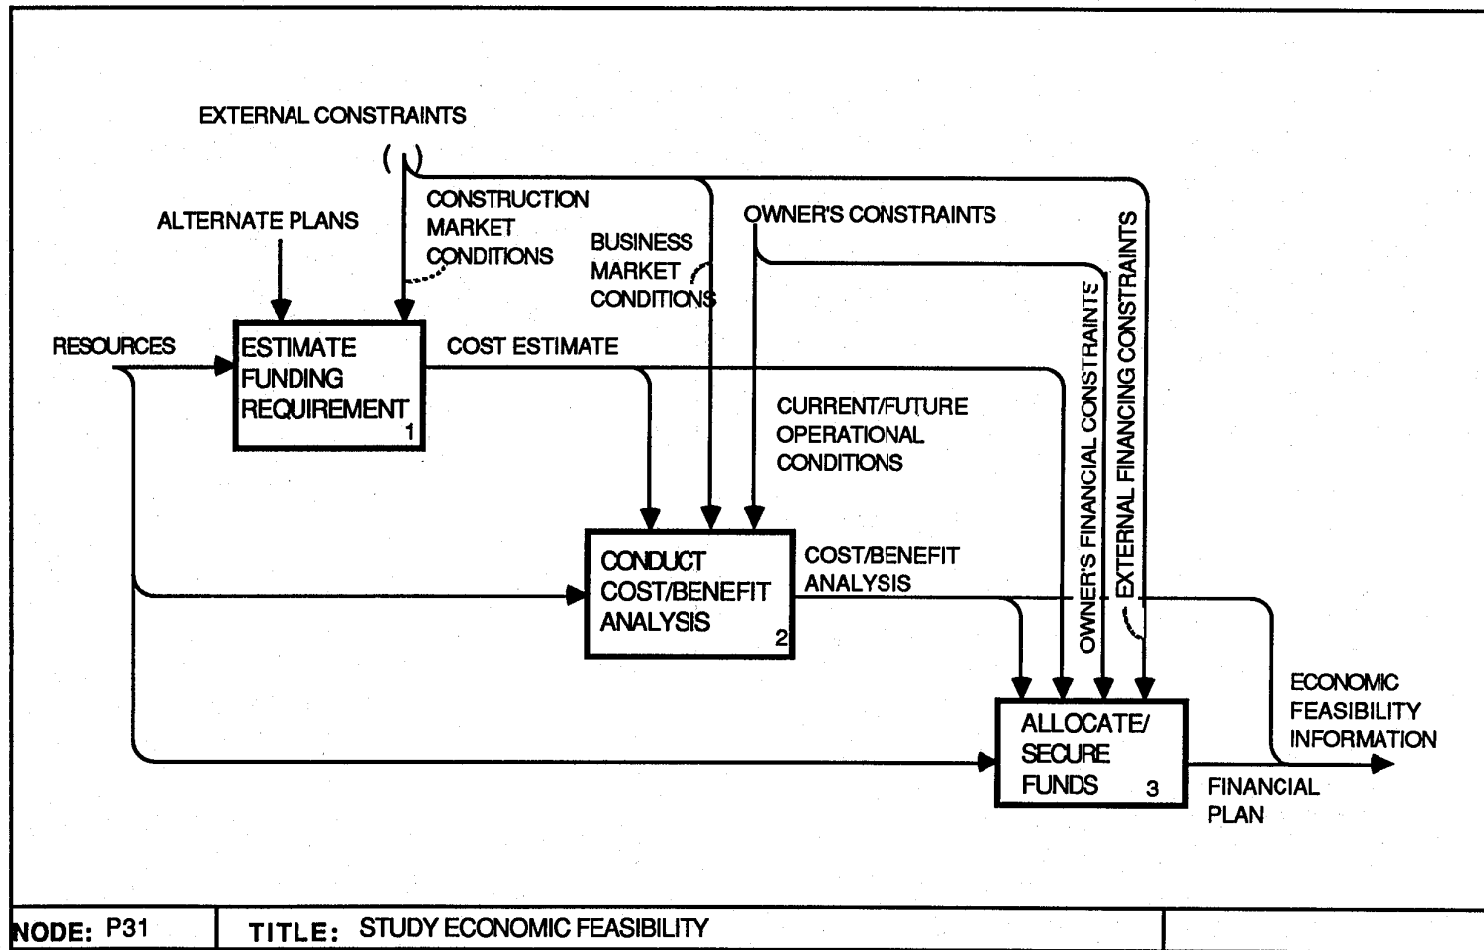 EXTERNAL CONSTRAINTS
( )
ALTERNATE PLANS
CONSTRUCTION
MARKET
CONDITIONS
OWNER'S CONSTRAINTS
BUSINESS
MARKET
CONDITIONS
EXTERNAL FINANCING CONSTRAINTS
OWNER'S FINANCIAL CONSTRAINTS
RESOURCES
ESTIMATE
FUNDING
REQUIREMENT
1
COST ESTIMATE
CURRENT/FUTURE
OPERATIONAL
CONDITIONS
CONDUCT
COST/BENEFIT
ANALYSIS
2
COST/BENEFIT
ANALYSIS
ALLOCATE/
SECURE
FUNDS
3
ECONOMIC
FEASIBILITY
INFORMATION
FINANCIAL
PLAN
NODE: P31
TITLE: STUDY ECONOMIC FEASIBILITY